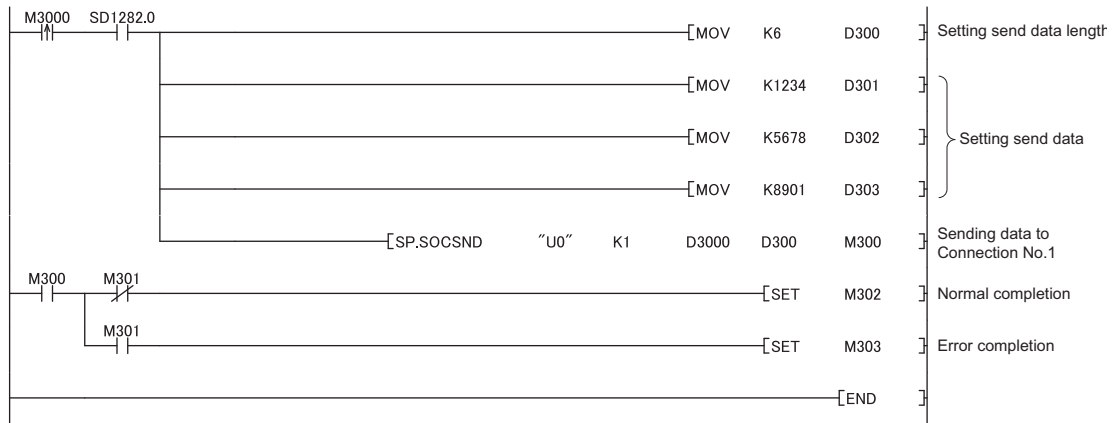 M3000 SD1282.0
MOV K6 D300 Setting send data length
MOV K1234 D301
MOV K5678 D302 Setting send data
MOV K8901 D303
SP.SOCSND "U0" K1 D3000 D300 M300 Sending data to
Connection No.1
M300 M301
SET M302 Normal completion
M301
SET M303 Error completion
END